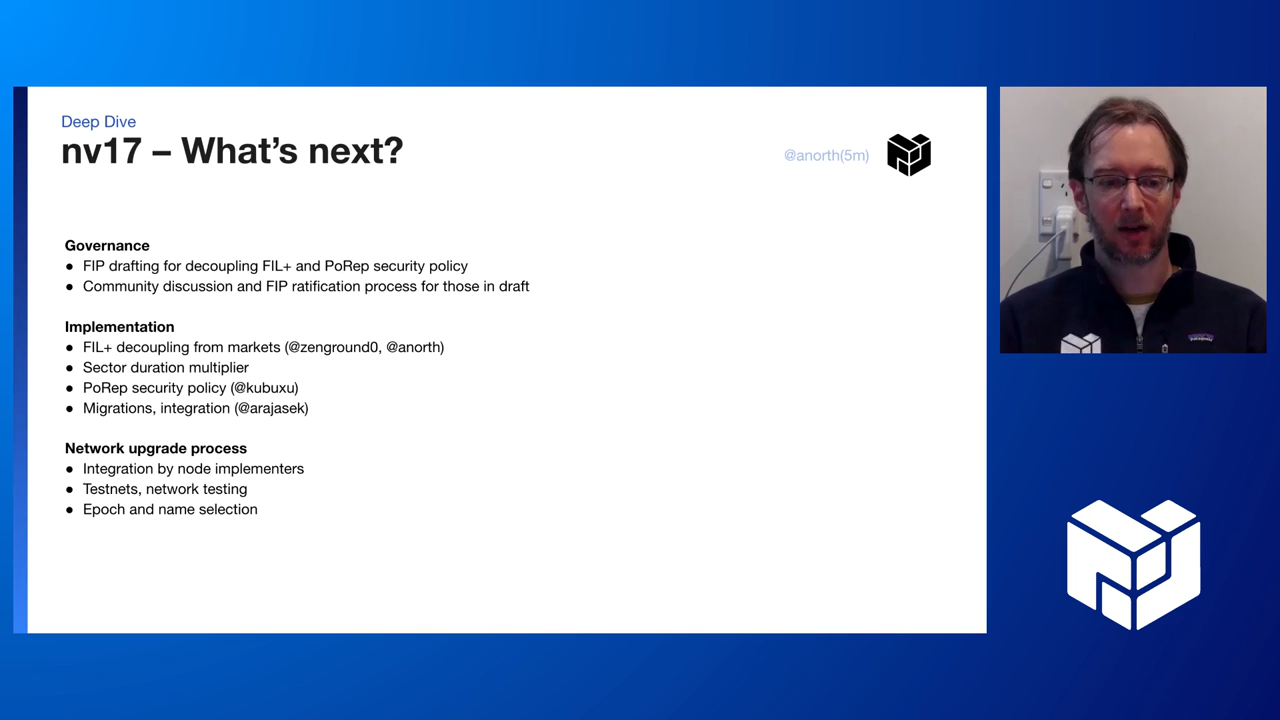 Deep Dive
nv17 – What's next?
@anorth(5m)
Governance
● FIP drafting for decoupling FIL+ and PoRep security policy
● Community discussion and FIP ratification process for those in draft
Implementation
● FIL+ decoupling from markets (@zenground0, @anorth)
● Sector duration multiplier
● PoRep security policy (@kubuxu)
● Migrations, integration (@arajasek)
Network upgrade process
● Integration by node implementers
● Testnets, network testing
● Epoch and name selection
patagonia